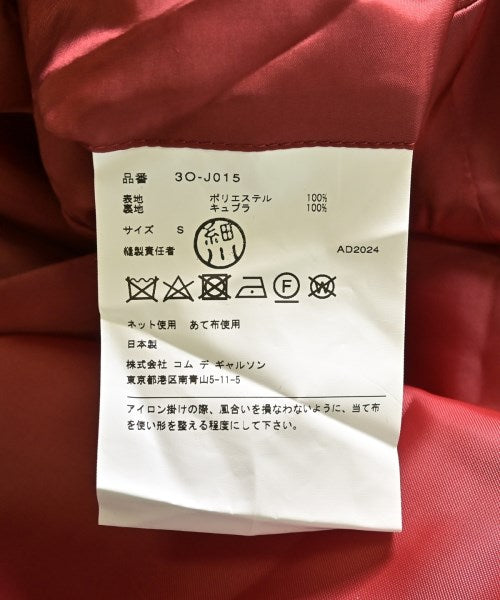 品番 3O-J015
表地 ポリエステル 100%
裏地 キュプラ 100%
サイズ S
縫製責任者 細川
AD2024
F W
ネット使用 あて布使用
日本製
株式会社 コム デ ギャルソン
東京都港区南青山5-11-5
アイロン掛けの際、風合いを損なわないように、当て布
を使い形を整える程度にして下さい。